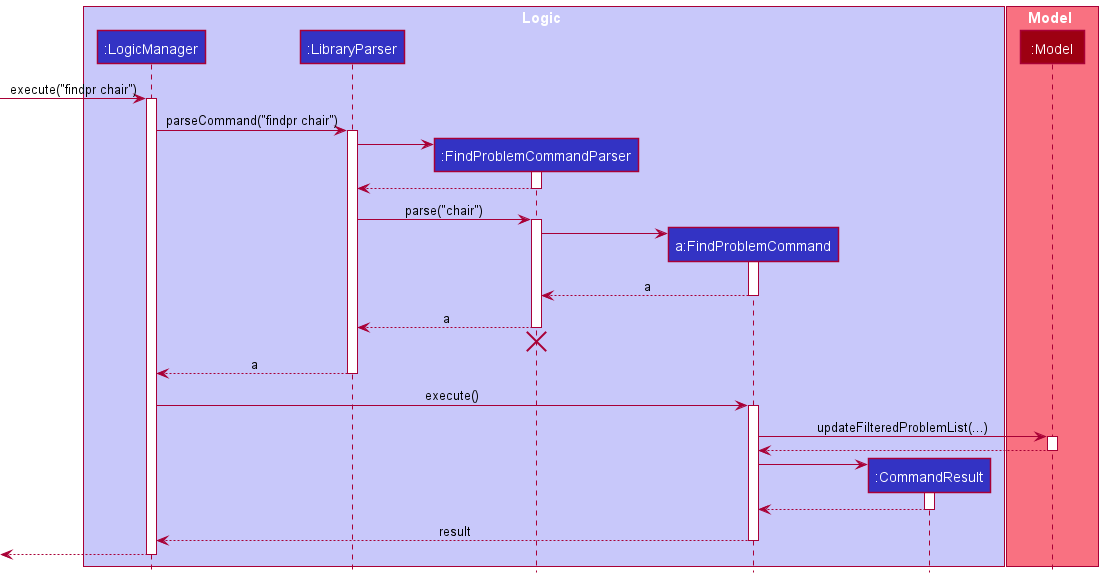 Logic
Model
:LogicManager
:LibraryParser
:Model
execute("findpr chair")
parseCommand("findpr chair")
:FindProblemCommandParser
parse("chair")
a:FindProblemCommand
a
a
a
execute()
updateFilteredProblemList(...)
:CommandResult
result